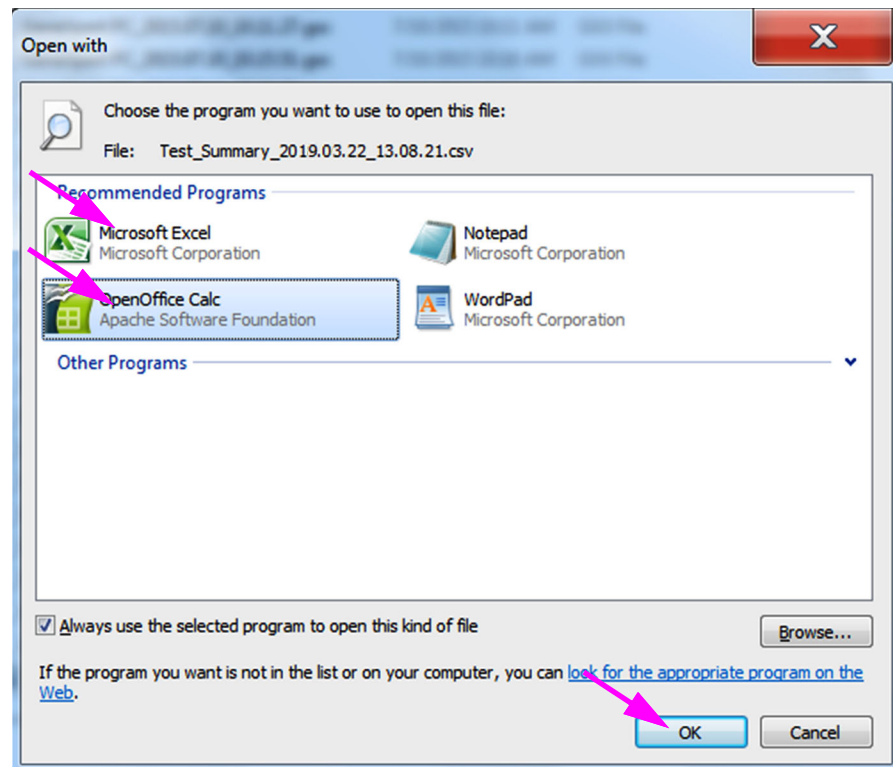 Open with
Choose the program you want to use to open this file:
File: Test_Summary_2019.03.22_13.08.21.csv
Recommended Programs
Microsoft Excel
Microsoft Corporation
Notepad
Microsoft Corporation
OpenOffice Calc
Apache Software Foundation
WordPad
Microsoft Corporation
Other Programs
Always use the selected program to open this kind of file
Browse...
If the program you want is not in the list or on your computer, you can look for the appropriate program on the
Web.
OK
Cancel